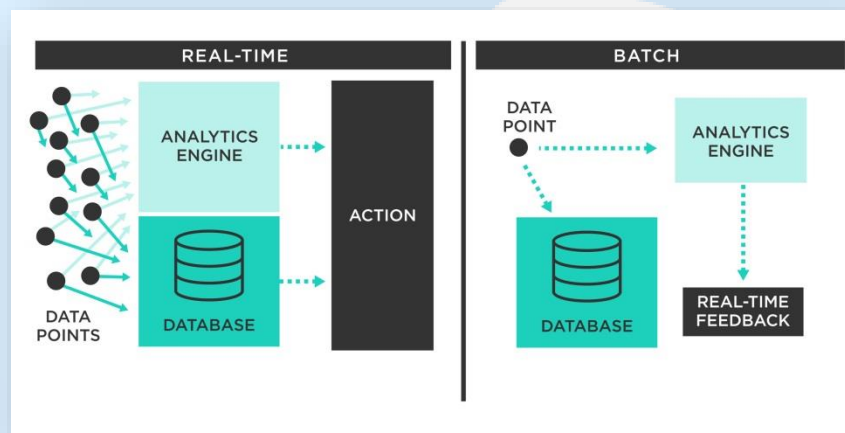 REAL-TIME
ANALYTICS
ENGINE
DATABASE
DATA
POINTS
ACTION
BATCH
DATA
POINT
ANALYTICS
ENGINE
DATABASE
REAL-TIME
FEEDBACK